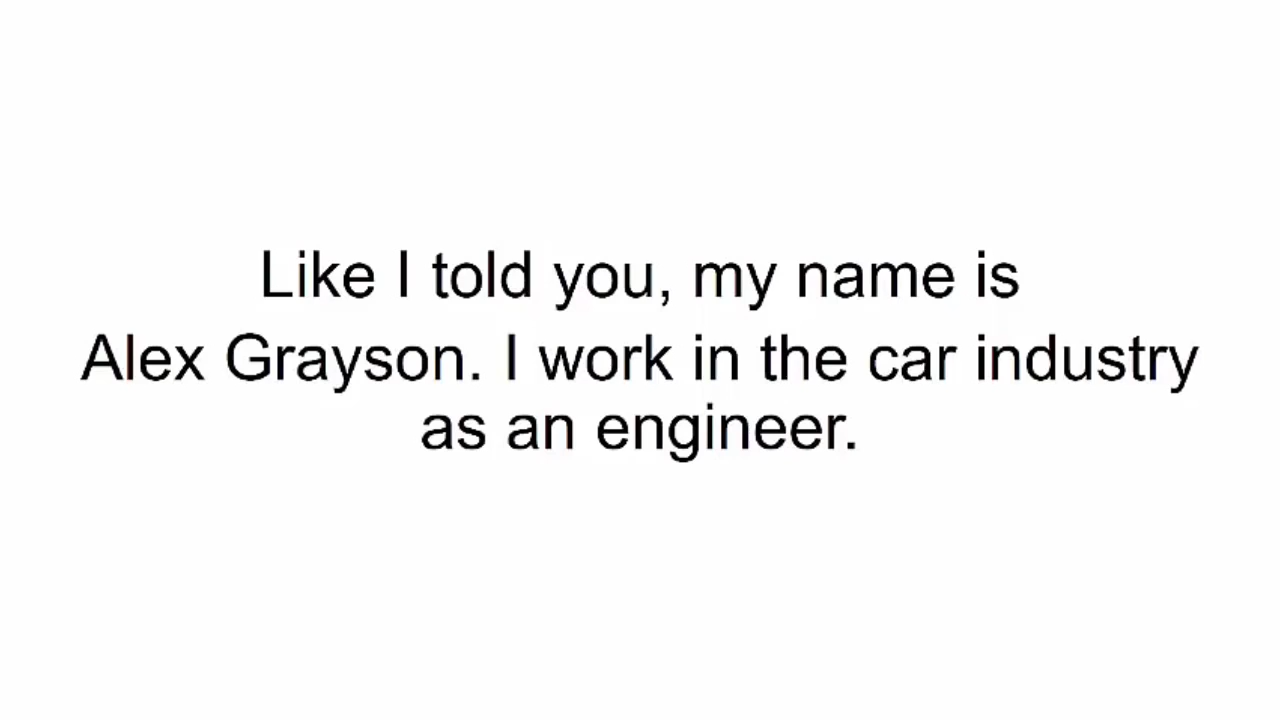 Like I told you, my name is
Alex Grayson. I work in the car industry
as an engineer.